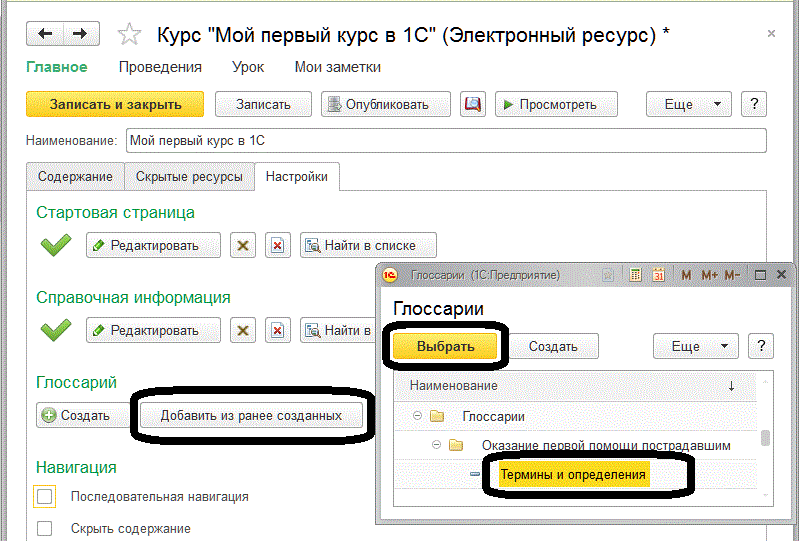 Курс "Мой первый курс в 1С" (Электронный ресурс) *
Главное Проведения Урок Мои заметки
Записать и закрыть Записать Опубликовать Просмотреть Еще ?
Наименование: Мой первый курс в 1С
Содержание Скрытые ресурсы Настройки
Стартовая страница
Редактировать Найти в списке
Справочная информация
Редактировать Найти в
Глоссарий
Создать Добавить из ранее созданных
Навигация
Последовательная навигация
Скрыть содержание
1С Глоссарии (1С:Предприятие) 31 M M+ M-
Глоссарии
Выбрать Создать Еще ?
Наименование ↓
Глоссарии
Оказание первой помощи пострадавшим
Термины и определения